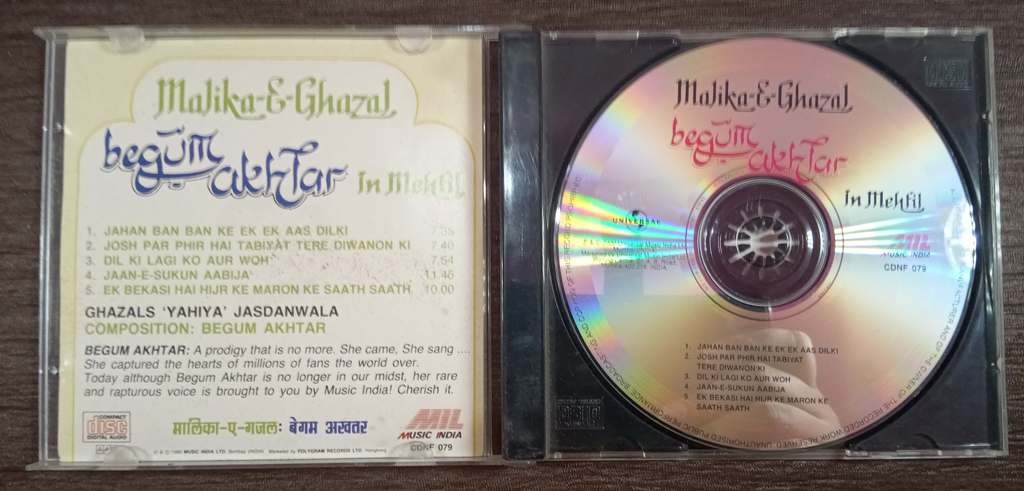 Malika-E-Ghazal
begum
akhtar
In Mehfil
1. JAHAN BAN BAN KE EK EK AAS DILKI
2. JOSH PAR PHIR HAI TABIYAT TERE DIWANON KI 7.40
3. DIL KI LAGI KO AUR WOH 7.54
4. JAAN-E-SUKUN AABIJA 11.46
5. EK BEKASI HAI HIJR KE MARON KE SAATH SAATH 10.00
GHAZALS 'YAHIYA' JASDANWALA
COMPOSITION: BEGUM AKHTAR
BEGUM AKHTAR: A prodigy that is no more. She came, She sang ....
She captured the hearts of millions of fans the world over.
Today although Begum Akhtar is no longer in our midst, her rare
and rapturous voice is brought to you by Music India! Cherish it.
COMPACT
disc
DIGITAL AUDIO
मालिका-ए-गजलः बेगम अख्तर
MIL
MUSIC INDIA
CDNF 079
MUSIC INDIA LTD. Marketed by POLYGRAM RECORDS LTD.
Malika-E-Ghazal
begum
akhtar
In Mehfil
UNIVERSAL
MIL
MUSIC INDIA
CDNF 079
1. JAHAN BAN BAN KE EK EK AAS DILKI
2. JOSH PAR PHIR HAI TABIYAT
TERE DIWANON KI
3. DIL KI LAGI KO AUR WOH
4. JAAN-E-SUKUN AABIJA
5. EK BEKASI HAI HIJR KE MARON KE
SAATH SAATH
OF THE RECORDED WORK RESERVED. UNAUTHORISED PUBLIC PERFORMANCE, BROADCASTING AND COPYING OF THIS RECORD PROHIBITED